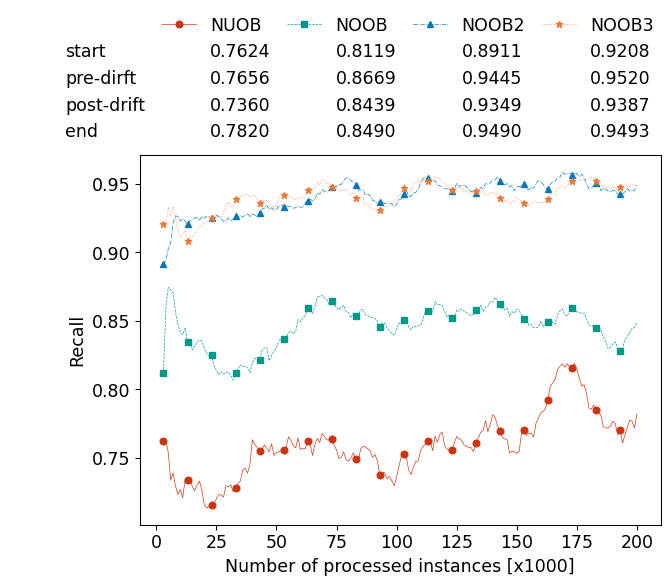 NUOB NOOB NOOB2 NOOB3
start 0.7624 0.8119 0.8911 0.9208
pre-dirft 0.7656 0.8669 0.9445 0.9520
post-drift 0.7360 0.8439 0.9349 0.9387
end 0.7820 0.8490 0.9490 0.9493
0.95
0.90
0.85
0.80
0.75
Recall
0 25 50 75 100 125 150 175 200
Number of processed instances [x1000]